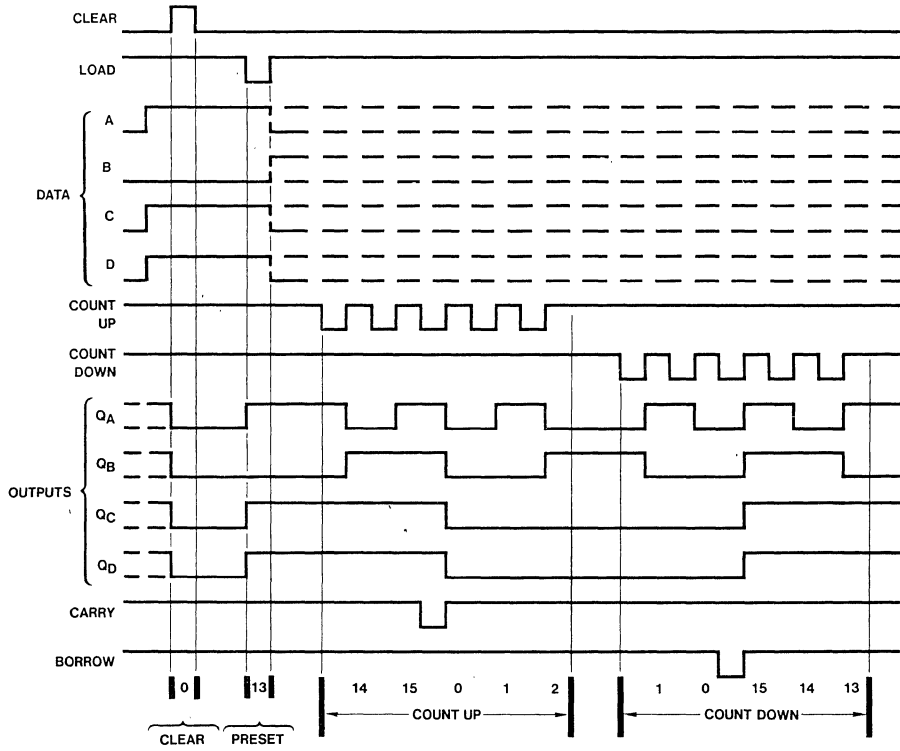 CLEAR
LOAD
A
B
DATA
C
D
COUNT
UP
COUNT
DOWN
QA
QB
OUTPUTS
QC
QD
CARRY
BORROW
0 13 14 15 0 1 2 1 0 15 14 13
COUNT UP COUNT DOWN
CLEAR PRESET